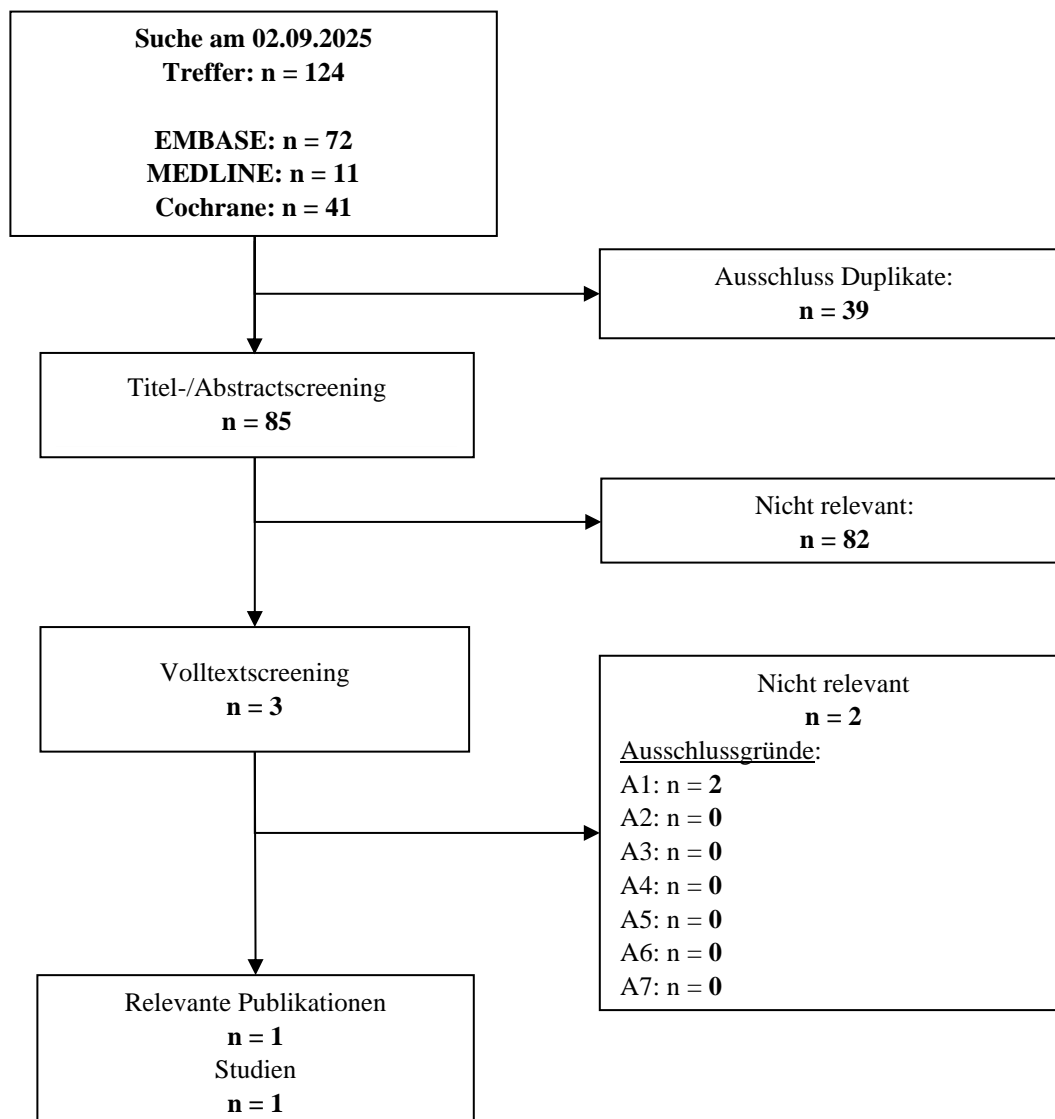 Suche am 02.09.2025
Treffer: n = 124
EMBASE: n = 72
MEDLINE: n = 11
Cochrane: n = 41
Ausschluss Duplikate:
n = 39
Titel-/Abstractscreening
n = 85
Nicht relevant:
n = 82
Volltextscreening
n = 3
Nicht relevant
n = 2
Ausschlussgründe:
A1: n = 2
A2: n = 0
A3: n = 0
A4: n = 0
A5: n = 0
A6: n = 0
A7: n = 0
Relevante Publikationen
n = 1
Studien
n = 1